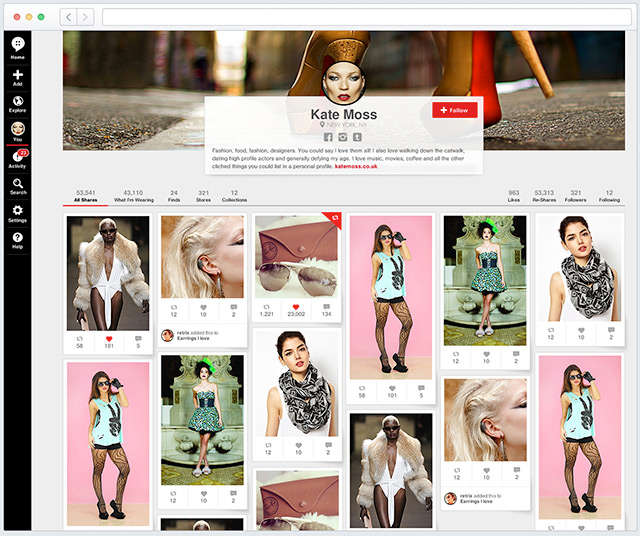 Home
Add
Explore
You
23
Activity
Search
Settings
Help
Kate Moss
NEW YORK, NY
Follow
Fashion, food, fashion, designers. You could say I love them all! I also love walking down the catwalk,
dating high profile actors and generally defying my age. I love music, movies, coffee and all the other
cliched things you could list in a personal profile. katemoss.co.uk
53,541 43,110 24 321 12 963 53,313 321 12
All Shares What I'm Wearing Finds Stores Collections Likes Re-Shares Followers Following
58 101 5
12 10 2
retrix added this to
Earrings I love
1,221 23,002 134
58 101 5
12 10 2
12 10 2
12 10 2
12 10 2
12 10 2
retrix added this to
Earrings I love